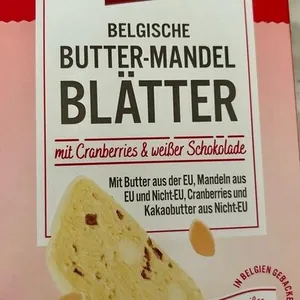 BELGISCHE
BUTTER-MANDEL
BLÄTTER
mit Cranberries & weißer Schokolade
Mit Butter aus der EU, Mandeln aus
EU und Nicht-EU, Cranberries und
Kakaobutter aus Nicht-EU
IN BELGIEN GEBACKE